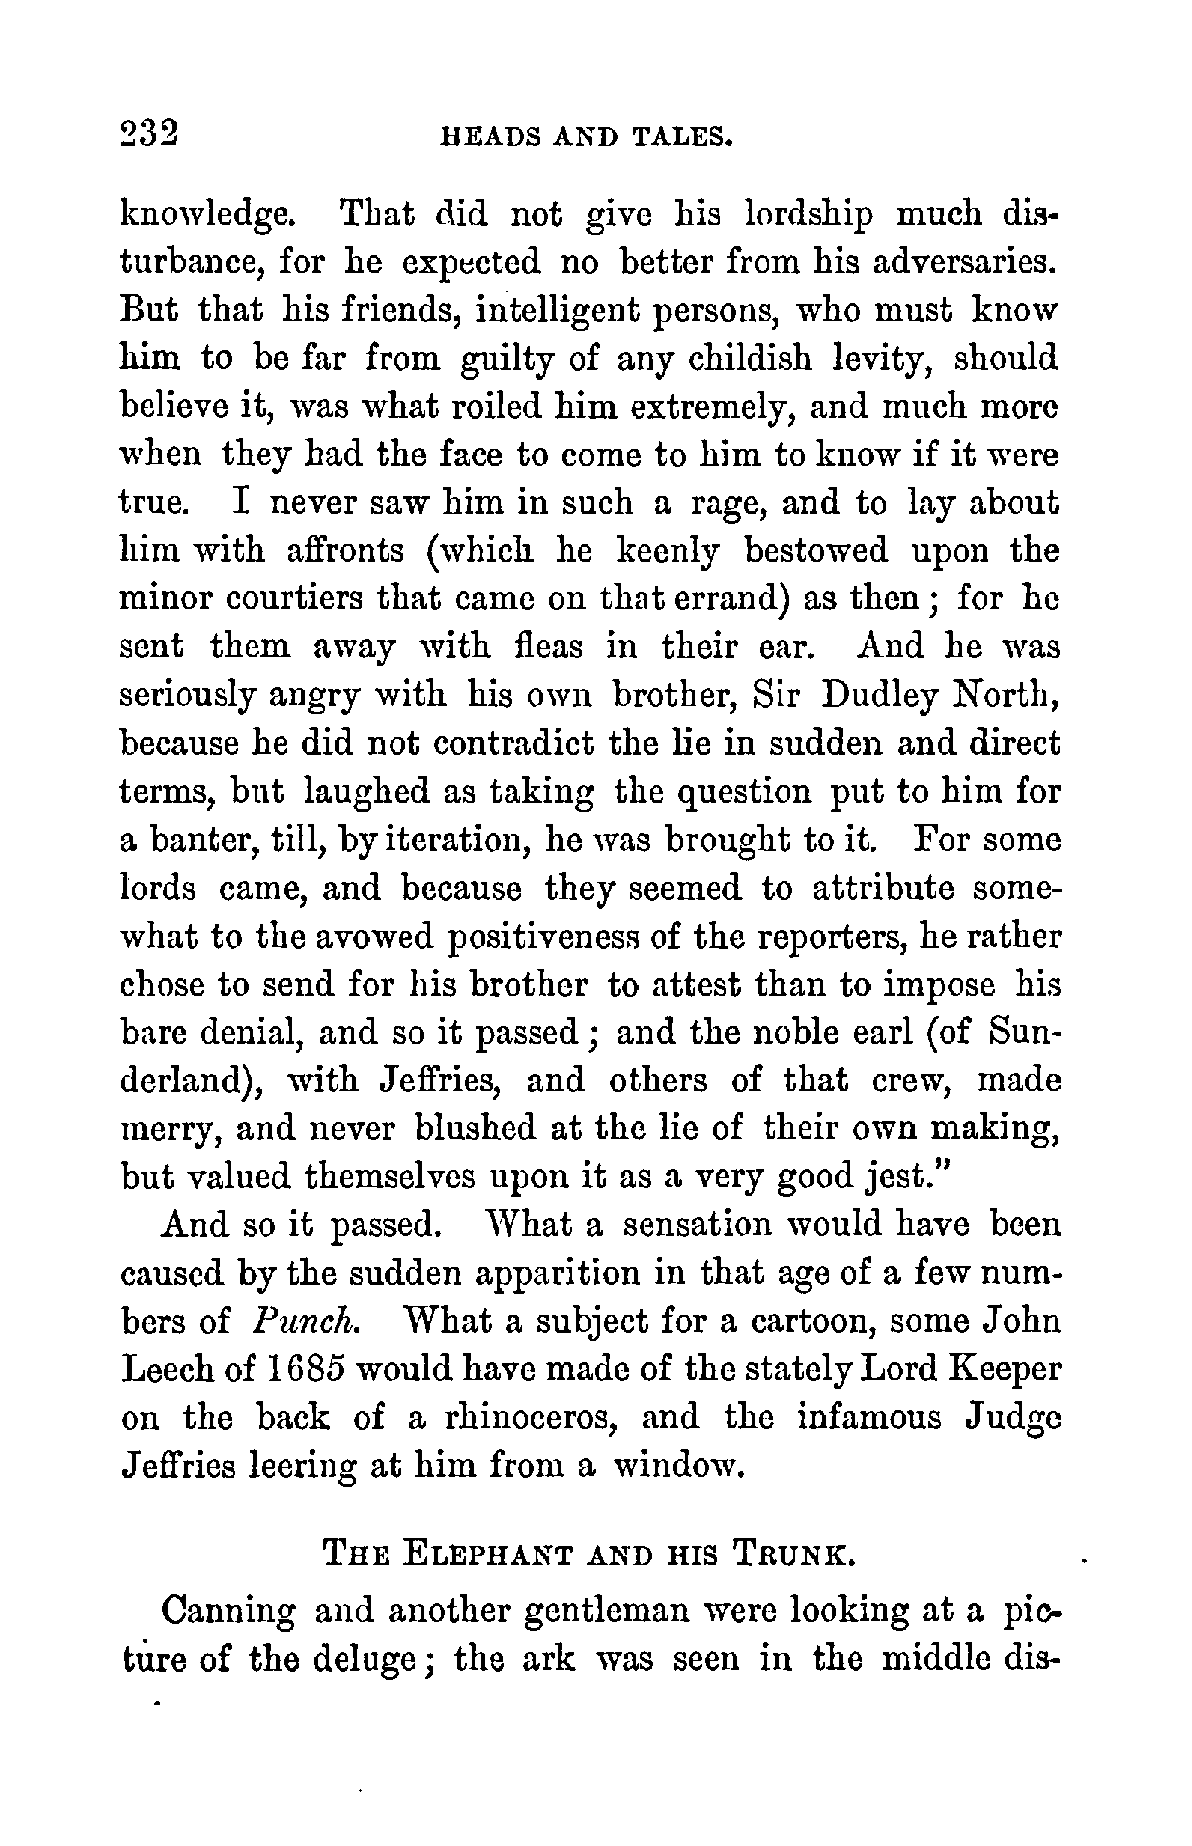 232 HEADS AND TALES.
knowledge. That did not give his lordship much dis-
turbance, for he expected no better from his adversaries.
But that his friends, intelligent persons, who must know
him to be far from guilty of any childish levity, should
believe it, was what roiled him extremely, and much more
when they had the face to come to him to know if it were
true. I never saw him in such a rage, and to lay about
him with affronts (which he keenly bestowed upon the
minor courtiers that came on that errand) as then; for he
sent them away with fleas in their ear. And he was
seriously angry with his own brother, Sir Dudley North,
because he did not contradict the lie in sudden and direct
terms, but laughed as taking the question put to him for
a banter, till, by iteration, he was brought to it. For some
lords came, and because they seemed to attribute some-
what to the avowed positiveness of the reporters, he rather
chose to send for his brother to attest than to impose his
bare denial, and so it passed; and the noble earl (of Sun-
derland), with Jeffries, and others of that crew, made
merry, and never blushed at the lie of their own making,
but valued themselves upon it as a very good jest."
And so it passed. What a sensation would have been
caused by the sudden apparition in that age of a few num-
bers of Punch. What a subject for a cartoon, some John
Leech of 1685 would have made of the stately Lord Keeper
on the back of a rhinoceros, and the infamous Judge
Jeffries leering at him from a window.
THE ELEPHANT AND HIS TRUNK.
Canning and another gentleman were looking at a pic-
ture of the deluge; the ark was seen in the middle dis-